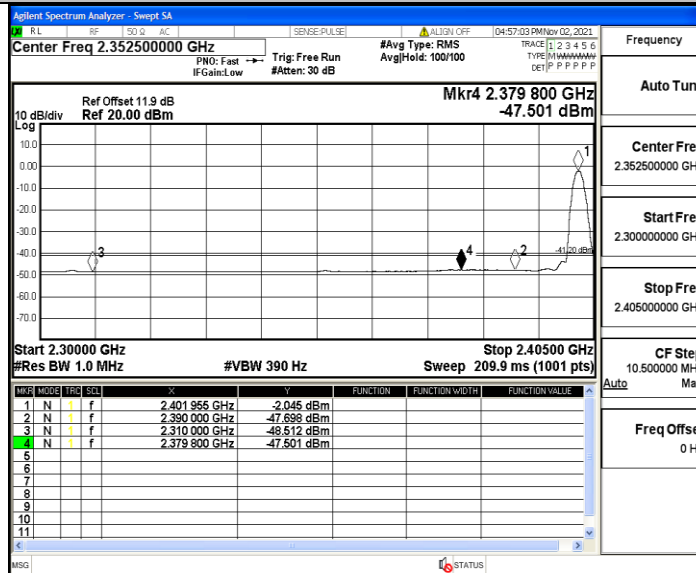 Agilent Spectrum Analyzer - Swept SA
RL RF 50 Ω AC SENSE:PULSE ALIGN OFF 04:57:03 PM Nov 02, 2021
Center Freq 2.352500000 GHz
PNO: Fast
IFGain:Low
Trig: Free Run
#Atten: 30 dB
#Avg Type: RMS
Avg|Hold: 100/100
TRACE 1 2 3 4 5 6
TYPE M W W W W W
DET P P P P P P
Frequency
Auto Tun
Ref Offset 11.9 dB
10 dB/div Ref 20.00 dBm
Log
Mkr4 2.379 800 GHz
-47.501 dBm
10.0
0.00
-10.0
-20.0
-30.0
-40.0
-50.0
-60.0
-70.0
1
2
3
4
-41.20 dBm
Center Fre
2.352500000 GH
Start Fre
2.300000000 GH
Stop Fre
2.405000000 GH
CF Ste
10.500000 MH
Auto Ma
Freq Offse
0 H
Start 2.30000 GHz Stop 2.40500 GHz
#Res BW 1.0 MHz #VBW 390 Hz Sweep 209.9 ms (1001 pts)
MKR MODE TRC SCL X Y FUNCTION FUNCTION WIDTH FUNCTION VALUE
1 N 1 f 2.401 955 GHz -2.045 dBm
2 N 1 f 2.390 000 GHz -47.698 dBm
3 N 1 f 2.310 000 GHz -48.512 dBm
4 N 1 f 2.379 800 GHz -47.501 dBm
5
6
7
8
9
10
11
MSG STATUS